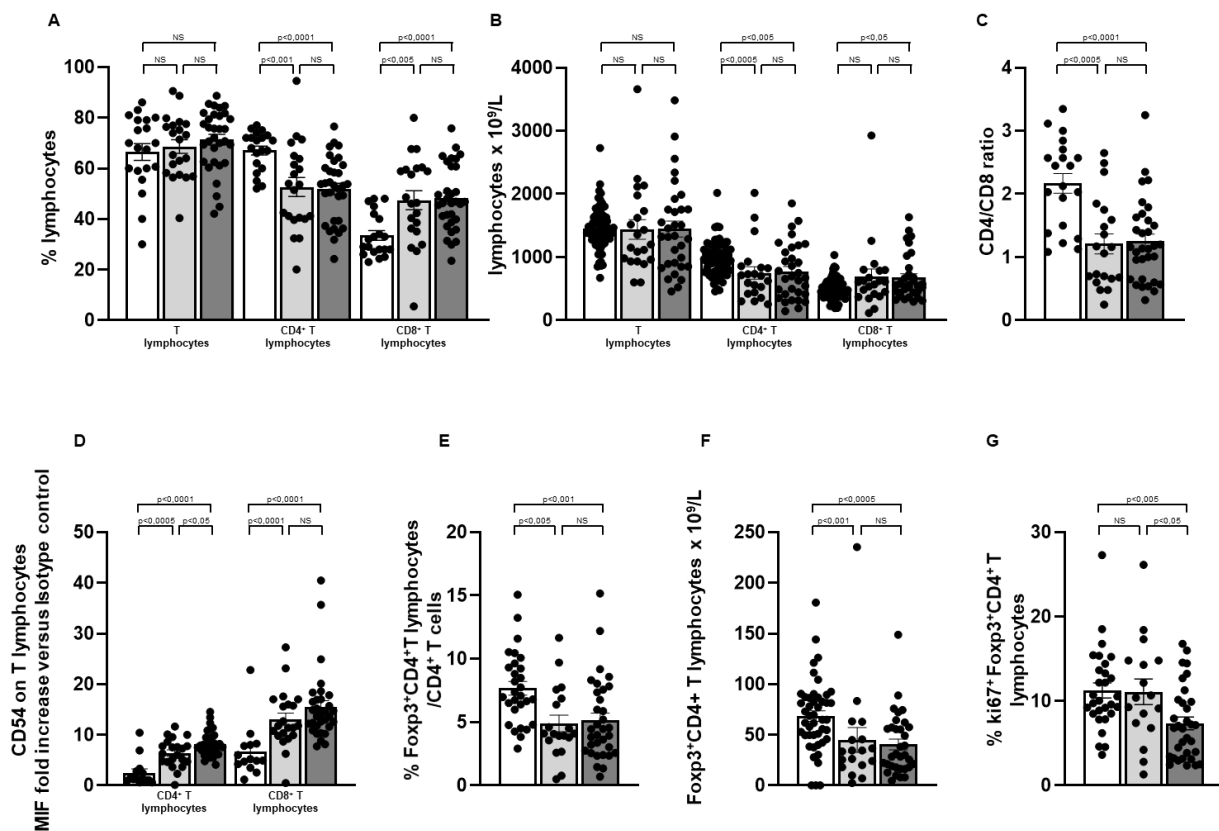 A
B
C
NS
p<0,0001
p<0,0001
NS
NS
p<0,001
NS
p<0,005
NS
NS
p<0,005
p<0,05
NS
NS
p<0,0005
NS
NS
NS
p<0,0001
p<0,0005
NS
% lymphocytes
100
80
60
40
20
0
T
lymphocytes
CD4⁺ T
lymphocytes
CD8⁺ T
lymphocytes
lymphocytes x 10⁹/L
4000
3000
2000
1000
0
T
lymphocytes
CD4⁺ T
lymphocytes
CD8⁺ T
lymphocytes
CD4/CD8 ratio
4
3
2
1
0
D
E
F
G
p<0,0001
p<0,0001
p<0,0005
p<0,05
p<0,0001
NS
CD54 on T lymphocytes
MIF fold increase versus Isotype control
50
40
30
20
10
0
CD4⁺ T
lymphocytes
CD8⁺ T
lymphocytes
p<0,001
p<0,005
NS
% Foxp3⁺CD4⁺T lymphocytes
/CD4⁺ T cells
20
15
10
5
0
p<0,0005
p<0,001
NS
Foxp3⁺CD4+ T lymphocytes x 10⁹/L
250
200
150
100
50
0
p<0,005
NS
p<0,05
% ki67⁺ Foxp3⁺CD4⁺ T
lymphocytes
30
20
10
0